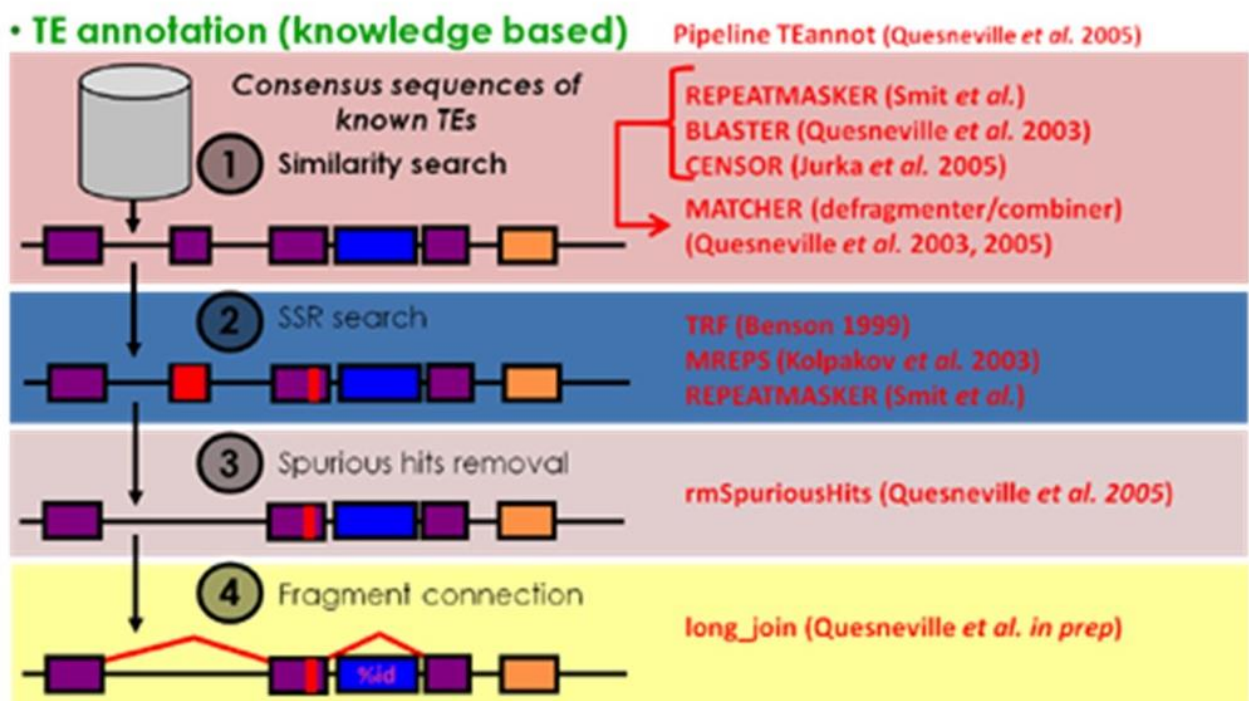 • TE annotation (knowledge based)
Pipeline TEannot (Quesneville et al. 2005)
Consensus sequences of
known TEs
1 Similarity search
REPEATMASKER (Smit et al.)
BLASTER (Quesneville et al. 2003)
CENSOR (Jurka et al. 2005)
MATCHER (defragmenter/combiner)
(Quesneville et al. 2003, 2005)
2 SSR search
TRF (Benson 1999)
MREPS (Kolpakov et al. 2003)
REPEATMASKER (Smit et al.)
3 Spurious hits removal
rmSpuriousHits (Quesneville et al. 2005)
4 Fragment connection
long_join (Quesneville et al. in prep)
%id